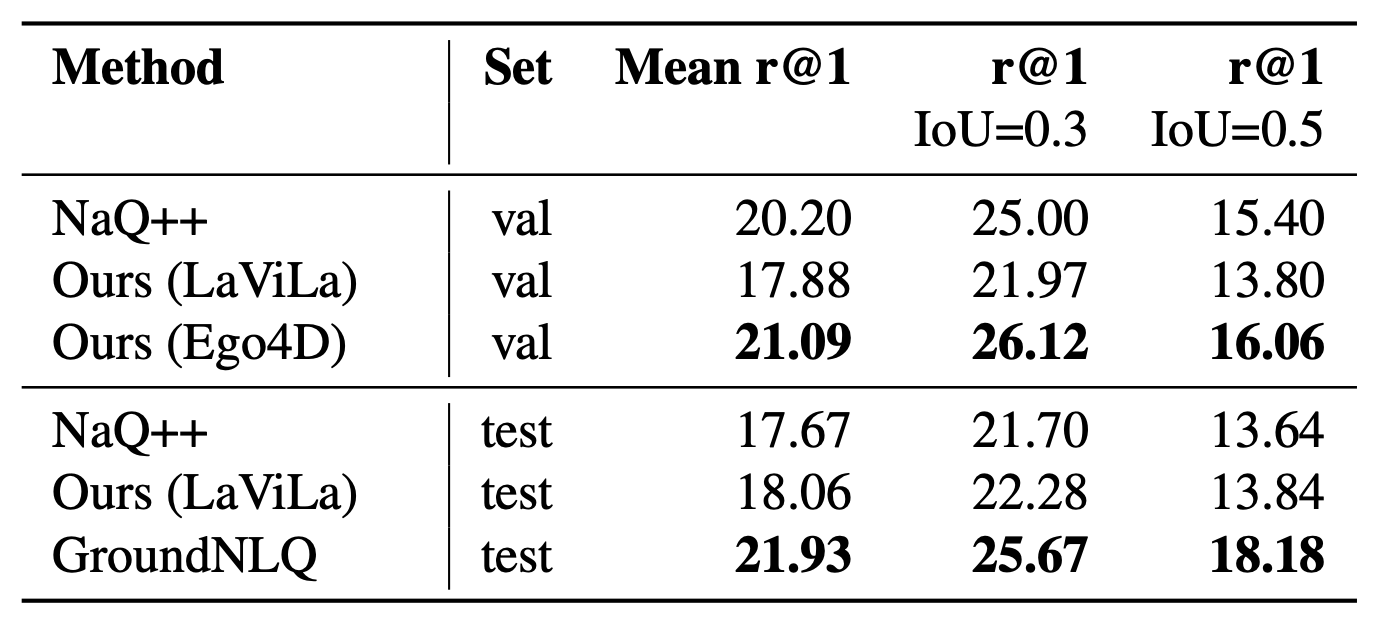 Method Set Mean r@1 r@1 r@1
IoU=0.3 IoU=0.5
NaQ++ val 20.20 25.00 15.40
Ours (LaViLa) val 17.88 21.97 13.80
Ours (Ego4D) val 21.09 26.12 16.06
NaQ++ test 17.67 21.70 13.64
Ours (LaViLa) test 18.06 22.28 13.84
GroundNLQ test 21.93 25.67 18.18